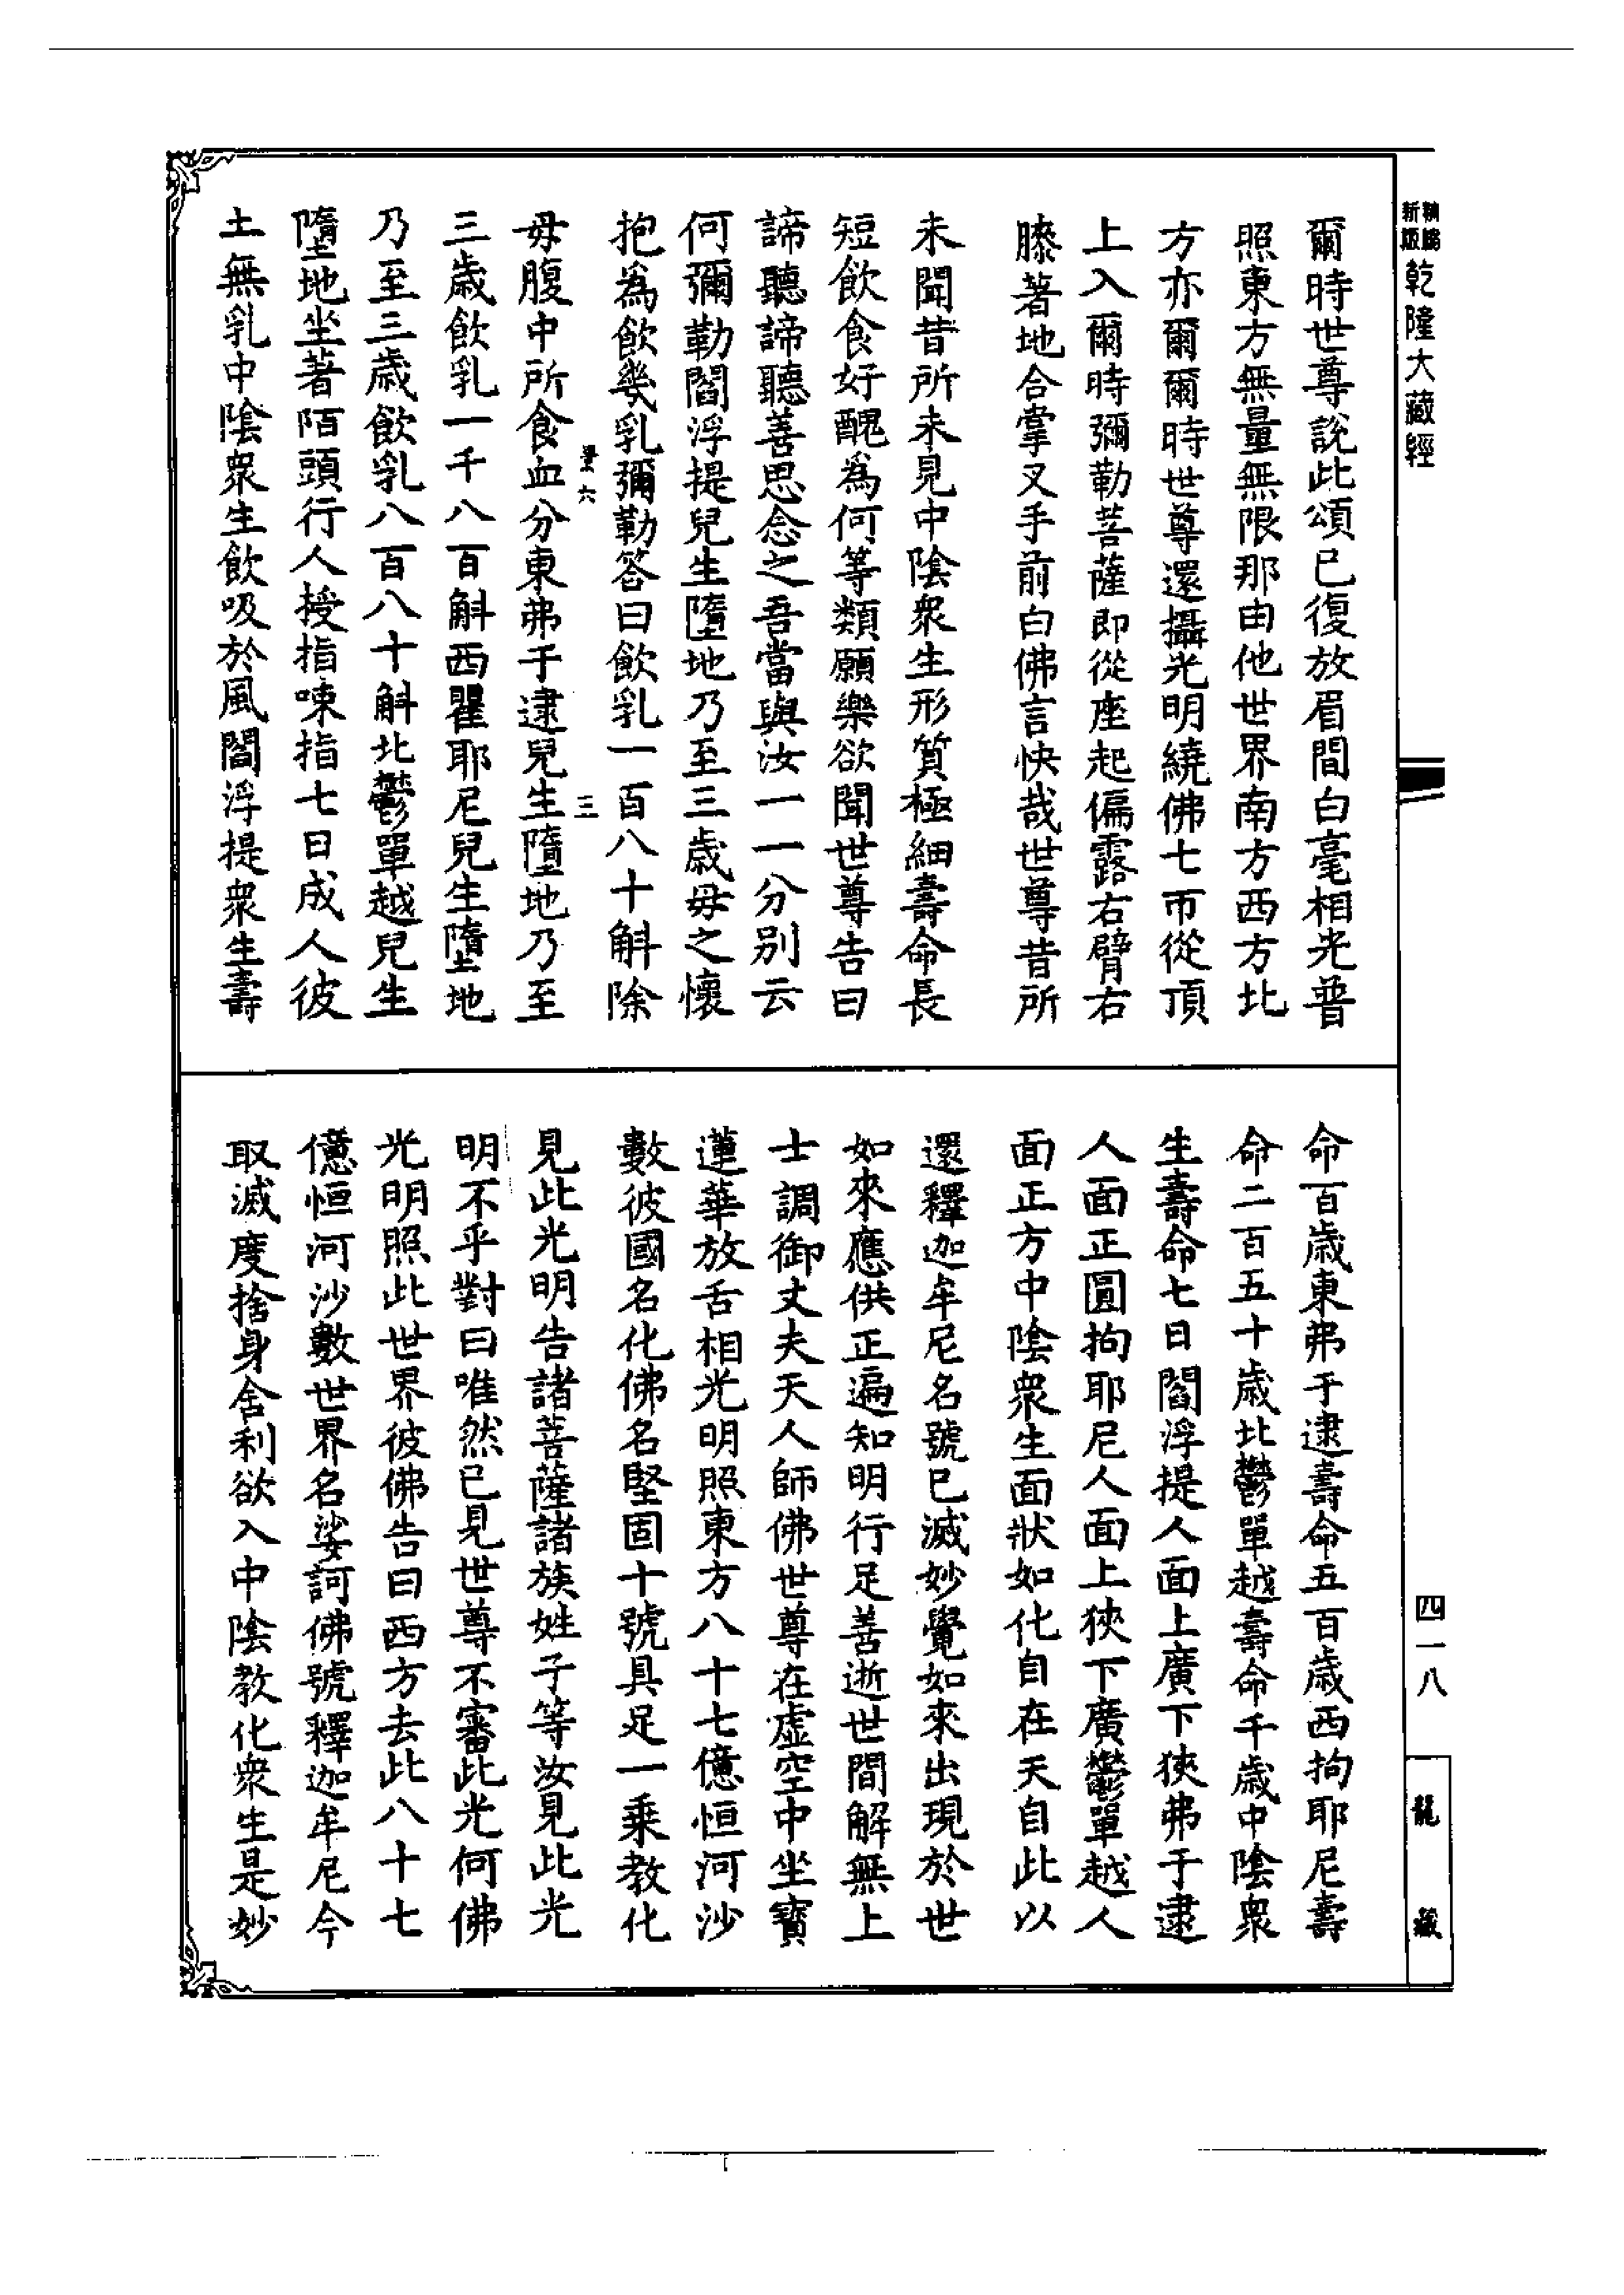 乾隆大藏經
爾時世尊說此頌已復放眉間白毫相光普
照東方無量無限那由他世界南方西方北
方亦爾爾時世尊還攝光明繞佛七帀從頂
上入爾時彌勒菩薩即從座起偏露右臂右
膝著地合掌叉手前白佛言快哉世尊昔所
未聞昔所未見中陰衆生形質極細壽命長
短飲食好醜爲何等類願樂欲聞世尊告曰
諦聽諦聽善思念之吾當與汝一一分别云
何彌勒閻浮提兒生墮地乃至三歲毋之懷
抱爲飲幾乳彌勒答曰飲乳一百八十斛除
六 三
毋腹中所食血分東弗于逮兒生墮地乃至
三歲飲乳一千八百斛西瞿耶尼兒生墮地
乃至三歲飲乳八百八十斛北鬱單越兒生
墮地坐著陌頭行人授指㖩指七日成人彼
土無乳中陰衆生飲吸於風閻浮提衆生壽
命百歲東弗于逮壽命五百歲西拘耶尼壽
命二百五十歲北鬱單越壽命千歲中陰衆
生壽命七日閻浮提人面上廣下狹弗于逮
人面正圓拘耶尼人面上狹下廣鬱單越人
面正方中陰衆生面狀如化自在天自此以
還釋迦牟尼名號已滅妙覺如來出現於世
如來應供正遍知明行足善逝世間解無上
士調御丈夫天人師佛世尊在虛空中坐寶
蓮華放舌相光明照東方八十七億恒河沙
數彼國名化佛名堅固十號具足一乘教化
見此光明告諸菩薩諸族姓子等汝見此光
明不乎對曰唯然已見世尊不審此光何佛
光明照此世界彼佛告曰西方去此八十七
億恒河沙數世界名娑訶佛號釋迦牟尼今
取滅度捨身舍利欲入中陰教化衆生是妙
四一八
龍藏